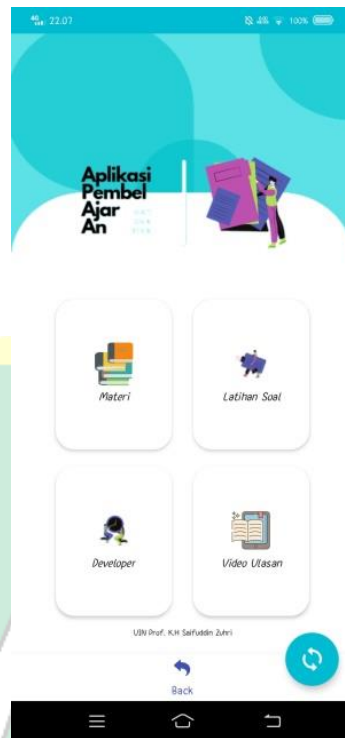 22.07
100%
Aplikasi
Pembel
Ajar
An
Materi
Latihan Soal
Developer
Video Ulasan
UIN Prof. K.H Saifuddin Zuhri
Back